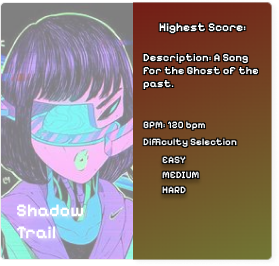 Highest Score:
Description: A Song
for the Ghost of the
past.
BPM: 120 bpm
Difficulty Selection
EASY
MEDIUM
HARD
Shadow
Trail